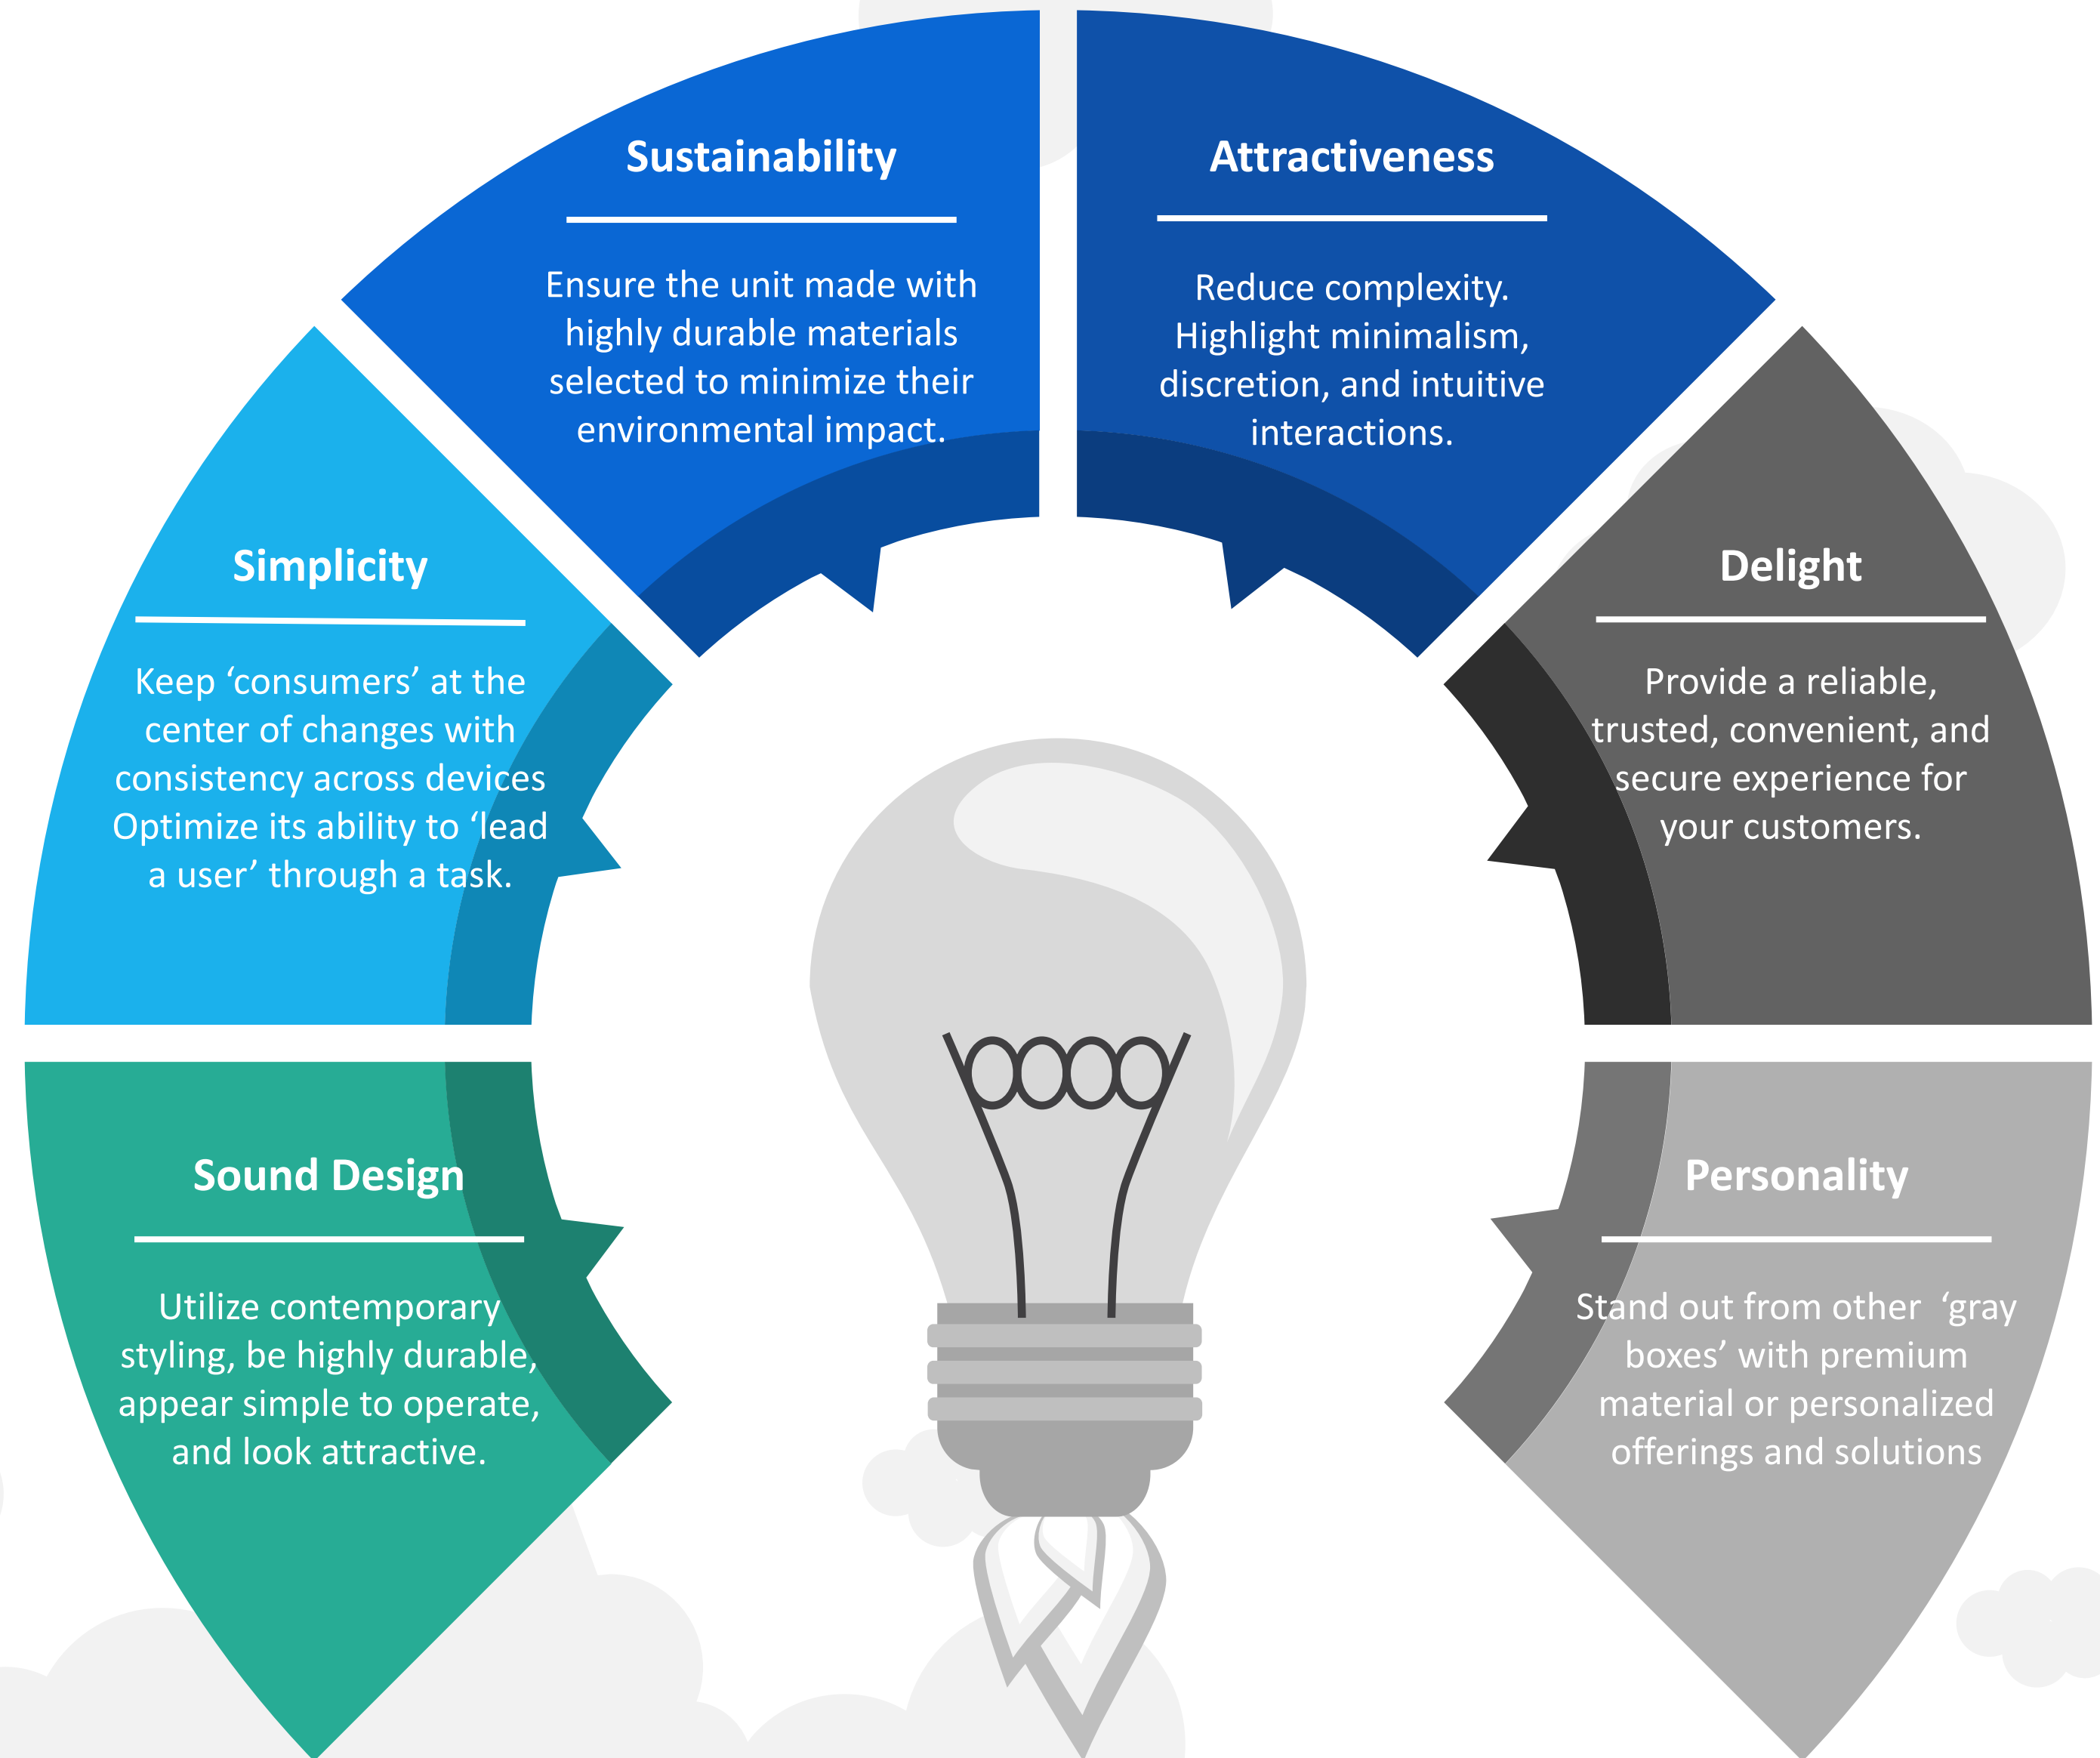 Sustainability
Ensure the unit made with
highly durable materials
selected to minimize their
environmental impact.
Attractiveness
Reduce complexity.
Highlight minimalism,
discretion, and intuitive
interactions.
Simplicity
Keep ‘consumers’ at the
center of changes with
consistency across devices
Optimize its ability to ‘lead
a user’ through a task.
Delight
Provide a reliable,
trusted, convenient, and
secure experience for
your customers.
Sound Design
Utilize contemporary
styling, be highly durable,
appear simple to operate,
and look attractive.
Personality
Stand out from other ‘gray
boxes’ with premium
material or personalized
offerings and solutions